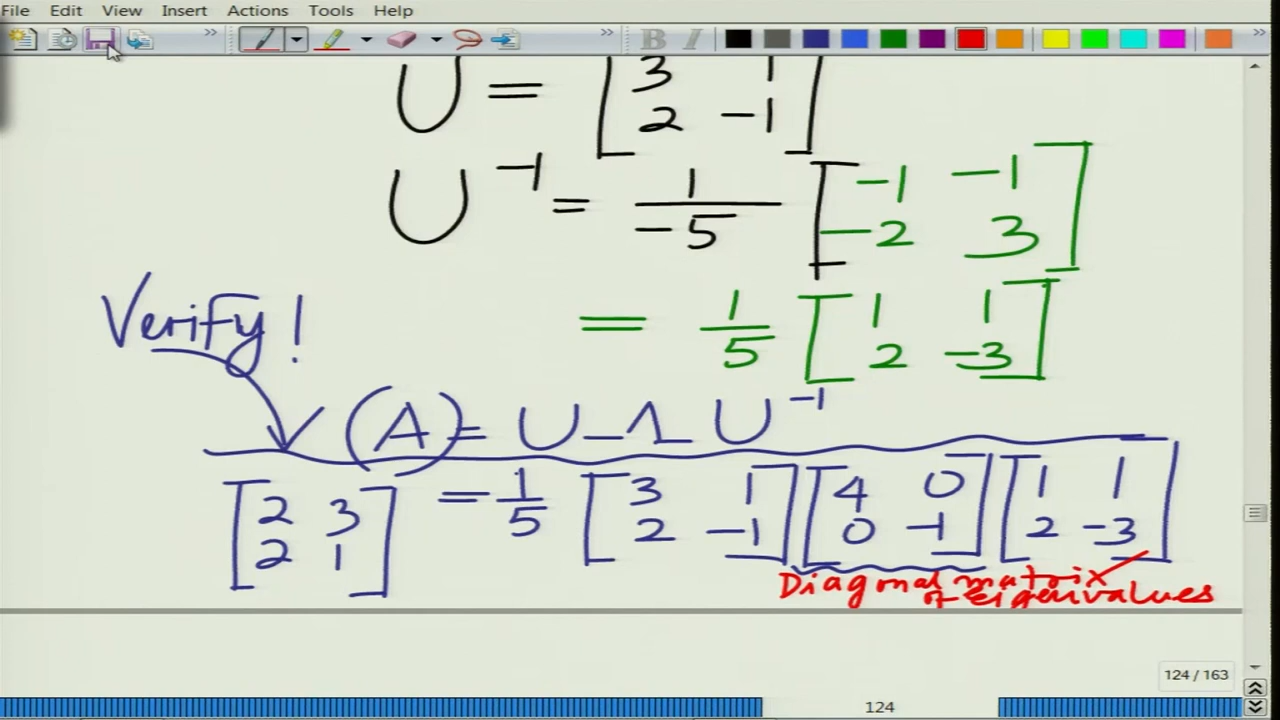 File Edit View Insert Actions Tools Help
B I
U = [3 1
2 -1]
U⁻¹ = 1/-5 [-1 -1
-2 3]
Verify!
= 1/5 [1 1
2 -3]
✓ (A) = U Λ U⁻¹
[2 3 = 1/5 [3 1] [4 0] [1 1]
2 1] [2 -1] [0 -1] [2 -3]
Diagonal matrix
of eigenvalues
124 / 163
124